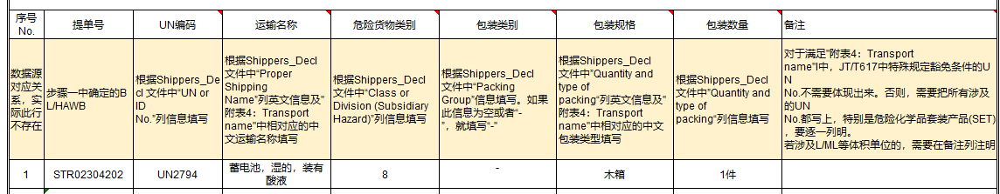 序号
No.
提单号
UN编码
运输名称
危险货物类别
包装类别
包装规格
包装数量
备注
数据源
对应关
系，实
际此行
不存在
步骤一中确定的B
L/HAWB
根据Shippers_De
cl 文件中“UN or
ID
No.”列信息填写
根据Shippers_Decl
文件中“Proper
Shipping
Name”列英文信息及”
附表4：Transport
name”中相对应的中
文运输名称填写
根据Shippers_Decl
文件中“Class or
Division (Subsidiary
Hazard)”列信息填写
根据Shippers_Decl
文件中“Packing
Group”信息填写。如果
此信息为空或者“-
”，就填写“-”
根据Shippers_Decl
文件中”Quantity and
type of
packing“列英文信息及”
附表4：Transport
name”中相对应的中文
包装类型填写
根据Shippers_Decl
文件中”Quantity and
type of
packing“列信息填写
对于满足”附表4：Transport
name”I中，JT/T617中特殊规定豁免条件的U
N
No.不需要体现出来。否则，需要把所有涉及
的UN
No.都写上，特别是危险化学品套装产品(SET)
，要逐一列明。
若涉及L/ML等体积单位的，需要在备注列注明
1
STR02304202
UN2794
蓄电池，湿的，装有
酸液
8
-
木箱
1件